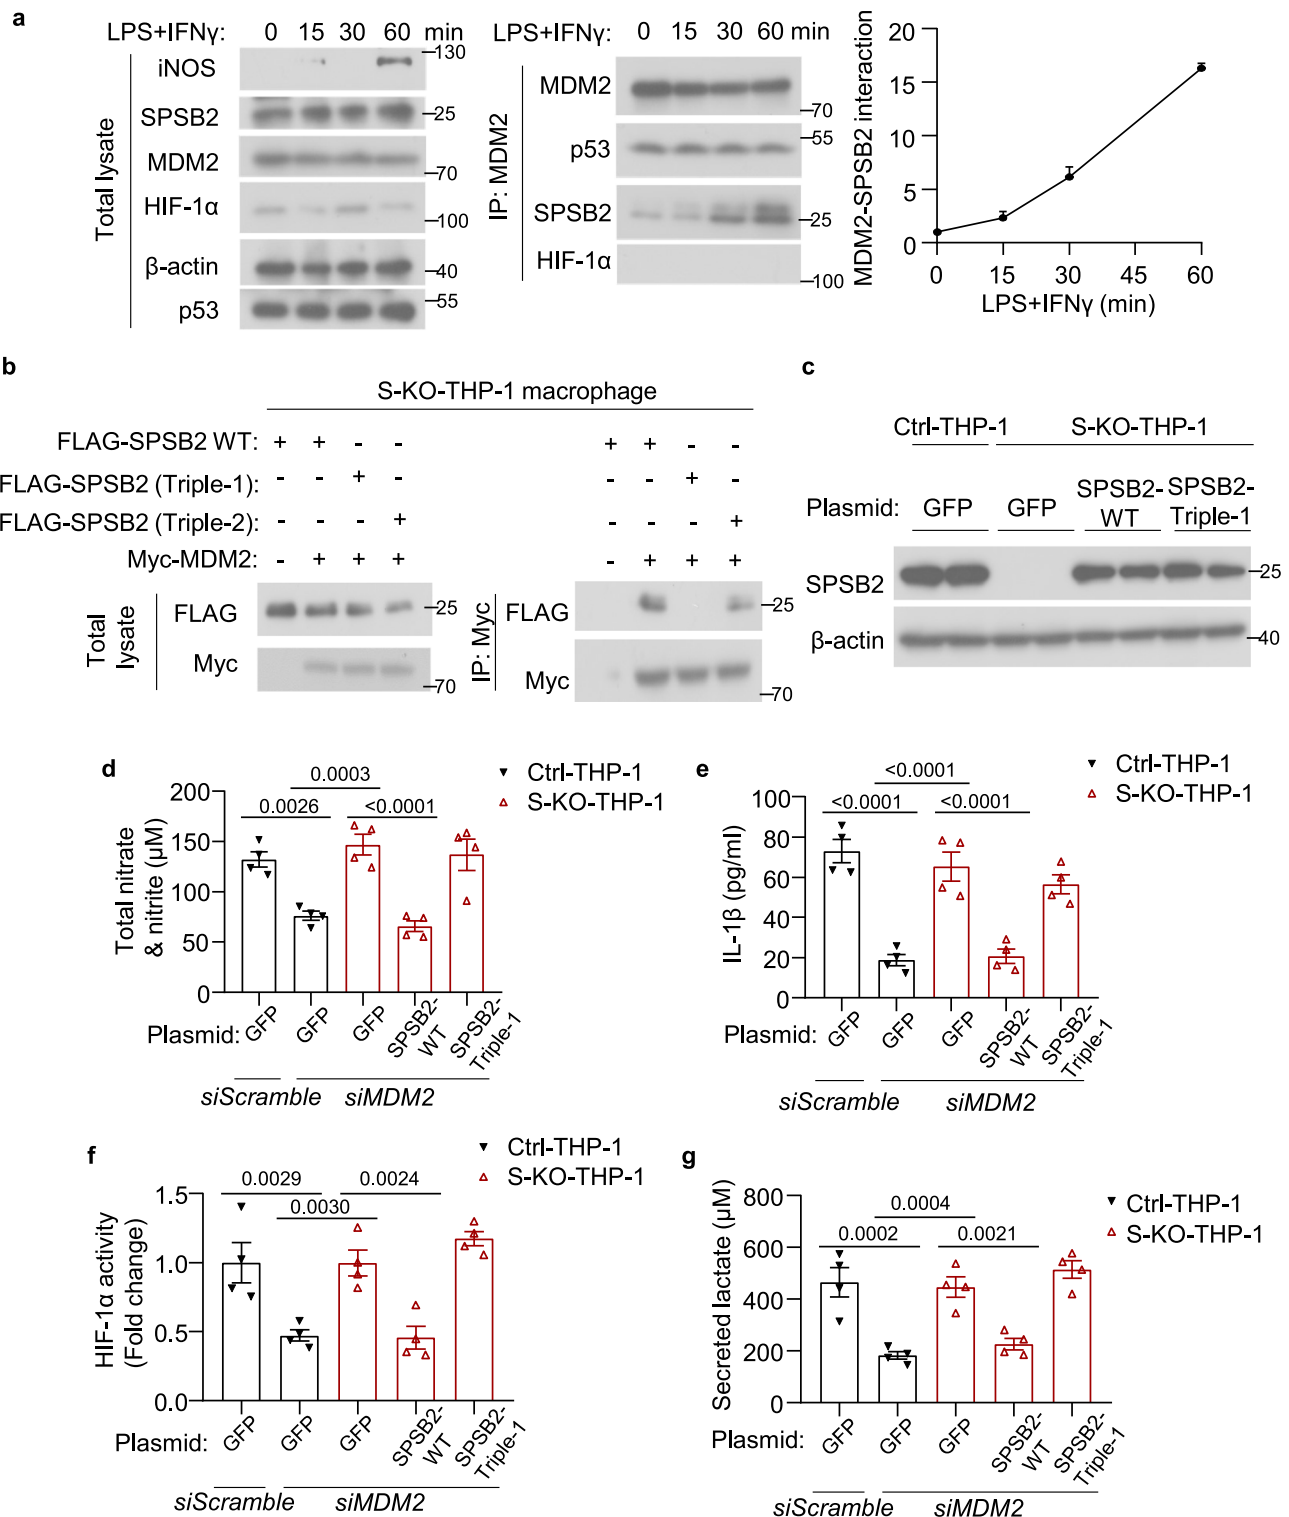 a
LPS+IFNγ: 0 15 30 60 min
iNOS
130
SPSB2
25
MDM2
70
HIF-1α
100
β-actin
40
p53
55
Total lysate
LPS+IFNγ: 0 15 30 60 min
MDM2
70
p53
55
SPSB2
25
HIF-1α
100
IP: MDM2
MDM2-SPSB2 interaction
20
15
10
5
0
0 15 30 45 60
LPS+IFNγ (min)
b
S-KO-THP-1 macrophage
FLAG-SPSB2 WT: + + - - + + - -
FLAG-SPSB2 (Triple-1): - - + - - - + -
FLAG-SPSB2 (Triple-2): - - - + - - - +
Myc-MDM2: - + + + - + + +
Total
lysate
FLAG
25
Myc
70
IP: Myc
FLAG
25
Myc
70
c
Ctrl-THP-1 S-KO-THP-1
Plasmid: GFP GFP SPSB2-WT SPSB2-Triple-1
SPSB2
25
β-actin
40
d
Ctrl-THP-1
S-KO-THP-1
0.0003
0.0026 <0.0001
Total nitrate
& nitrite (μM)
200
150
100
50
0
Plasmid: GFP GFP GFP SPSB2-WT SPSB2-Triple-1
siScramble siMDM2
e
Ctrl-THP-1
S-KO-THP-1
<0.0001
<0.0001 <0.0001
IL-1β (pg/ml)
100
80
60
40
20
0
Plasmid: GFP GFP GFP SPSB2-WT SPSB2-Triple-1
siScramble siMDM2
f
Ctrl-THP-1
S-KO-THP-1
0.0029 0.0024
0.0030
HIF-1α activity
(Fold change)
1.5
1.0
0.5
0.0
Plasmid: GFP GFP GFP SPSB2-WT SPSB2-Triple-1
siScramble siMDM2
g
Ctrl-THP-1
S-KO-THP-1
0.0004
0.0002 0.0021
Secreted lactate (μM)
800
600
400
200
0
Plasmid: GFP GFP GFP SPSB2-WT SPSB2-Triple-1
siScramble siMDM2